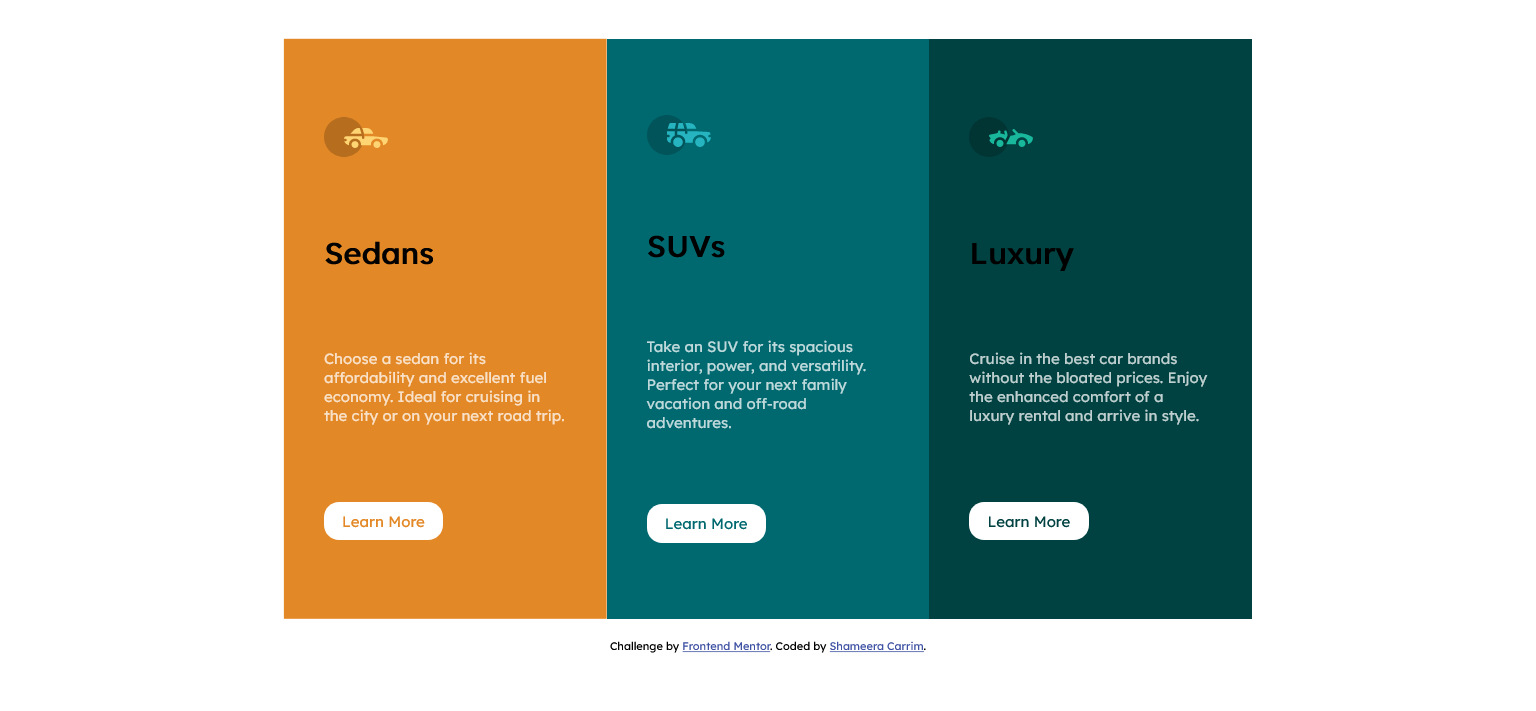 Sedans
Choose a sedan for its
affordability and excellent fuel
economy. Ideal for cruising in
the city or on your next road trip.
Learn More
SUVs
Take an SUV for its spacious
interior, power, and versatility.
Perfect for your next family
vacation and off-road
adventures.
Learn More
Luxury
Cruise in the best car brands
without the bloated prices. Enjoy
the enhanced comfort of a
luxury rental and arrive in style.
Learn More
Challenge by Frontend Mentor. Coded by Shameera Carrim.